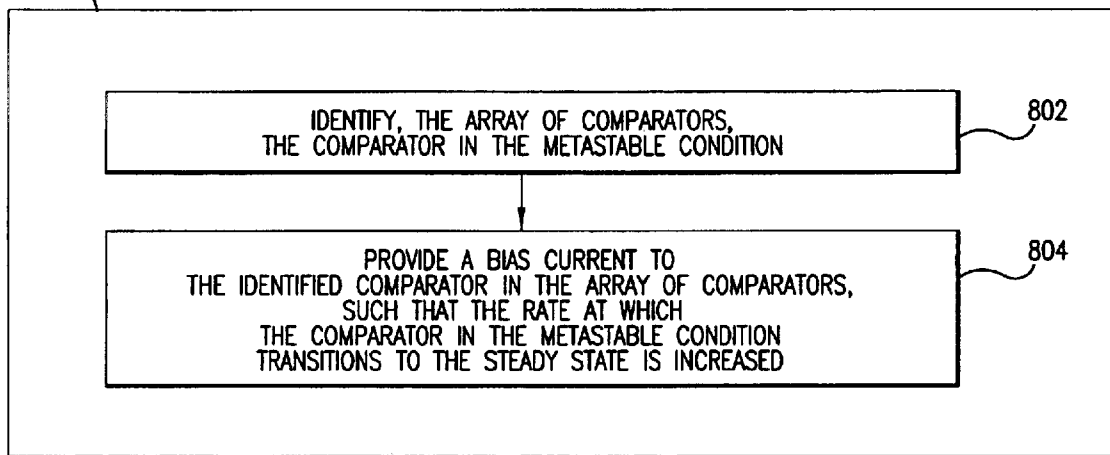 IDENTIFY, THE ARRAY OF COMPARATORS,
THE COMPARATOR IN THE METASTABLE CONDITION
802
PROVIDE A BIAS CURRENT TO
THE IDENTIFIED COMPARATOR IN THE ARRAY OF COMPARATORS,
SUCH THAT THE RATE AT WHICH
THE COMPARATOR IN THE METASTABLE CONDITION
TRANSITIONS TO THE STEADY STATE IS INCREASED
804